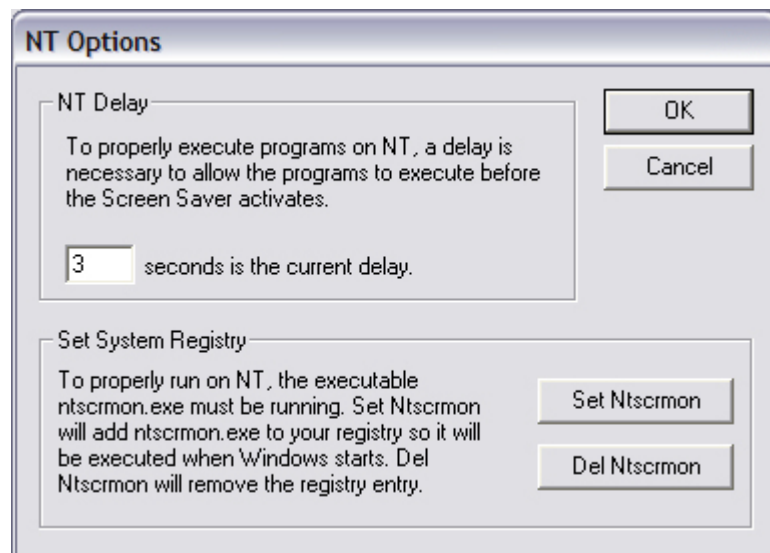 NT Options
NT Delay
To properly execute programs on NT, a delay is
necessary to allow the programs to execute before
the Screen Saver activates.
3 seconds is the current delay.
OK
Cancel
Set System Registry
To properly run on NT, the executable
ntscrmon.exe must be running. Set Ntscrmon
will add ntscrmon.exe to your registry so it will
be executed when Windows starts. Del
Ntscrmon will remove the registry entry.
Set Ntscrmon
Del Ntscrmon